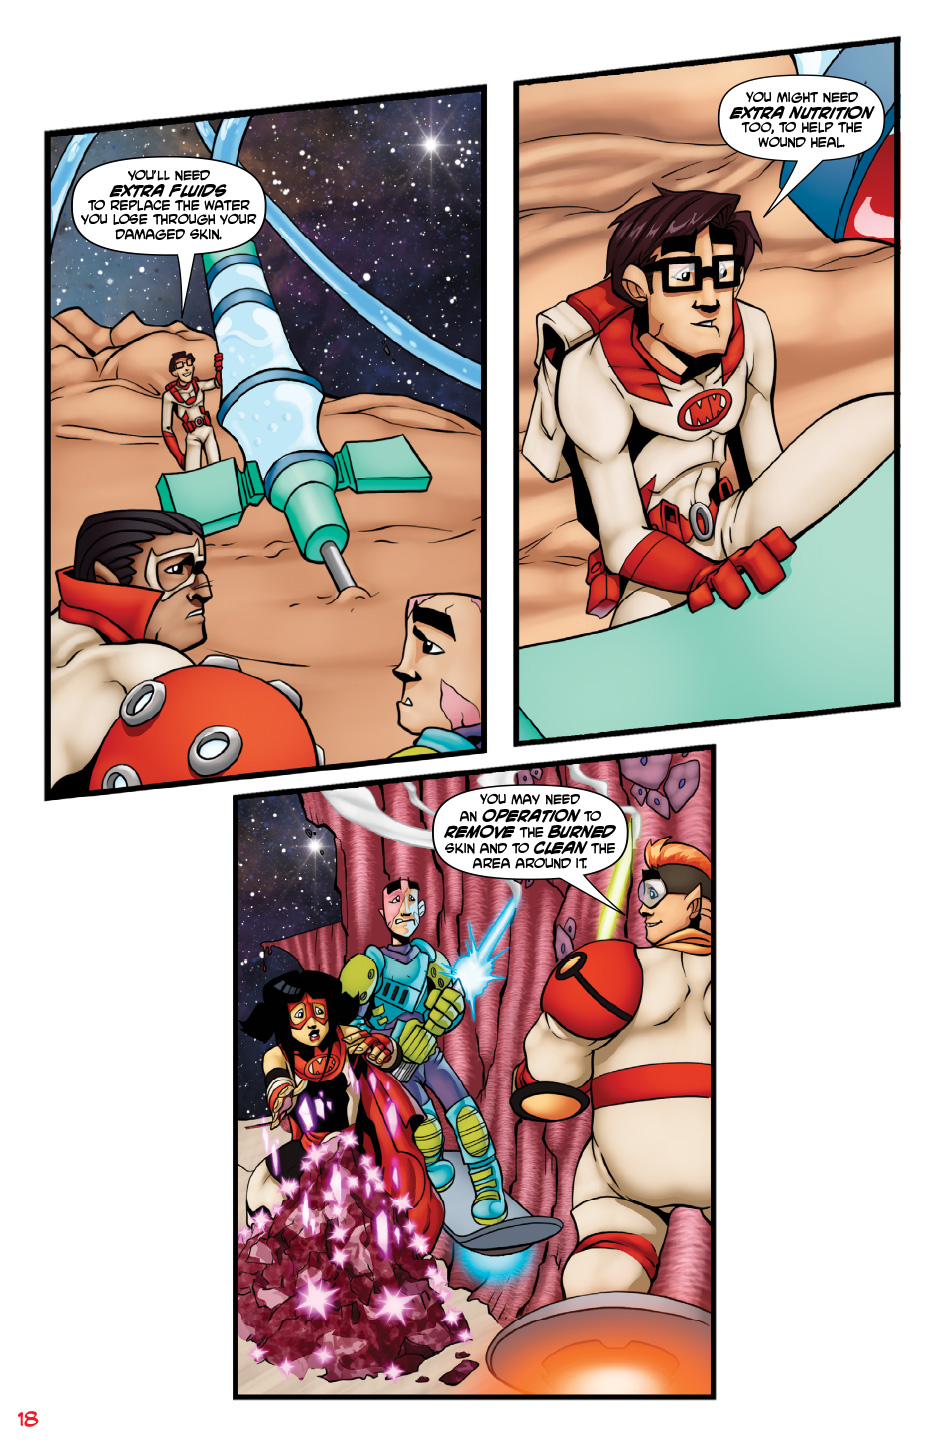 YOU'LL NEED
EXTRA FLUIDS
TO REPLACE THE WATER
YOU LOSE THROUGH YOUR
DAMAGED SKIN.
YOU MIGHT NEED
EXTRA NUTRITION
TOO, TO HELP THE
WOUND HEAL.
MK
YOU MAY NEED
AN OPERATION TO
REMOVE THE BURNED
SKIN AND TO CLEAN THE
AREA AROUND IT.
MK
18